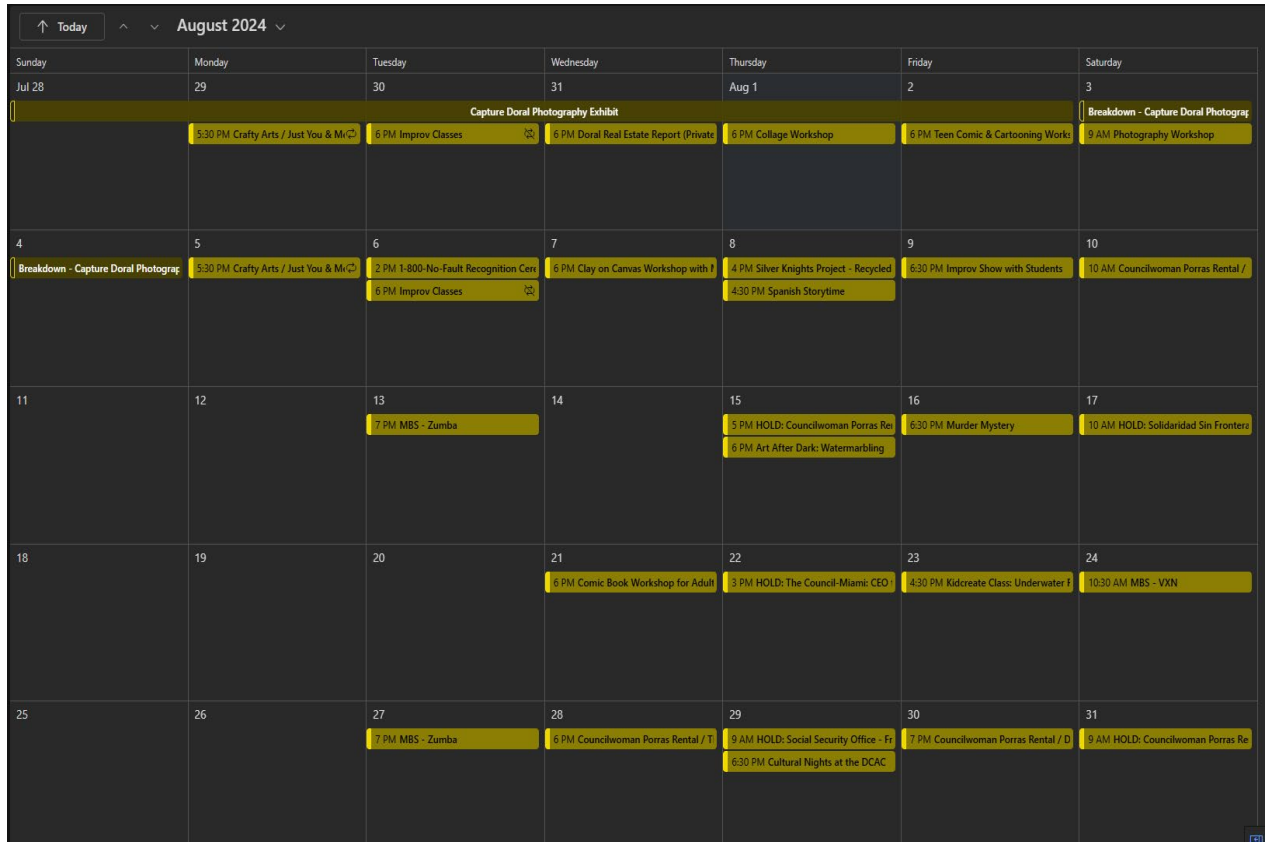 Today
August 2024
Sunday Monday Tuesday Wednesday Thursday Friday Saturday
Jul 28 29 30 31 Aug 1 2 3
Capture Doral Photography Exhibit
Breakdown - Capture Doral Photograp
5:30 PM Crafty Arts / Just You & M
6 PM Improv Classes
6 PM Doral Real Estate Report (Private
6 PM Collage Workshop
6 PM Teen Comic & Cartooning Works
9 AM Photography Workshop
4 5 6 7 8 9 10
Breakdown - Capture Doral Photograp
5:30 PM Crafty Arts / Just You & M
2 PM 1-800-No-Fault Recognition Cere
6 PM Clay on Canvas Workshop with
4 PM Silver Knights Project - Recycled
6:30 PM Improv Show with Students
10 AM Councilwoman Porras Rental /
6 PM Improv Classes
4:30 PM Spanish Storytime
11 12 13 14 15 16 17
7 PM MBS - Zumba
5 PM HOLD: Councilwoman Porras Re
6:30 PM Murder Mystery
10 AM HOLD: Solidaridad Sin Frontera
6 PM Art After Dark: Watermarbling
18 19 20 21 22 23 24
6 PM Comic Book Workshop for Adult
3 PM HOLD: The Council-Miami: CEO
4:30 PM Kidcreate Class: Underwater
10:30 AM MBS - VXN
25 26 27 28 29 30 31
7 PM MBS - Zumba
6 PM Councilwoman Porras Rental / T
9 AM HOLD: Social Security Office - Fr
7 PM Councilwoman Porras Rental / D
9 AM HOLD: Councilwoman Porras Re
6:30 PM Cultural Nights at the DCAC